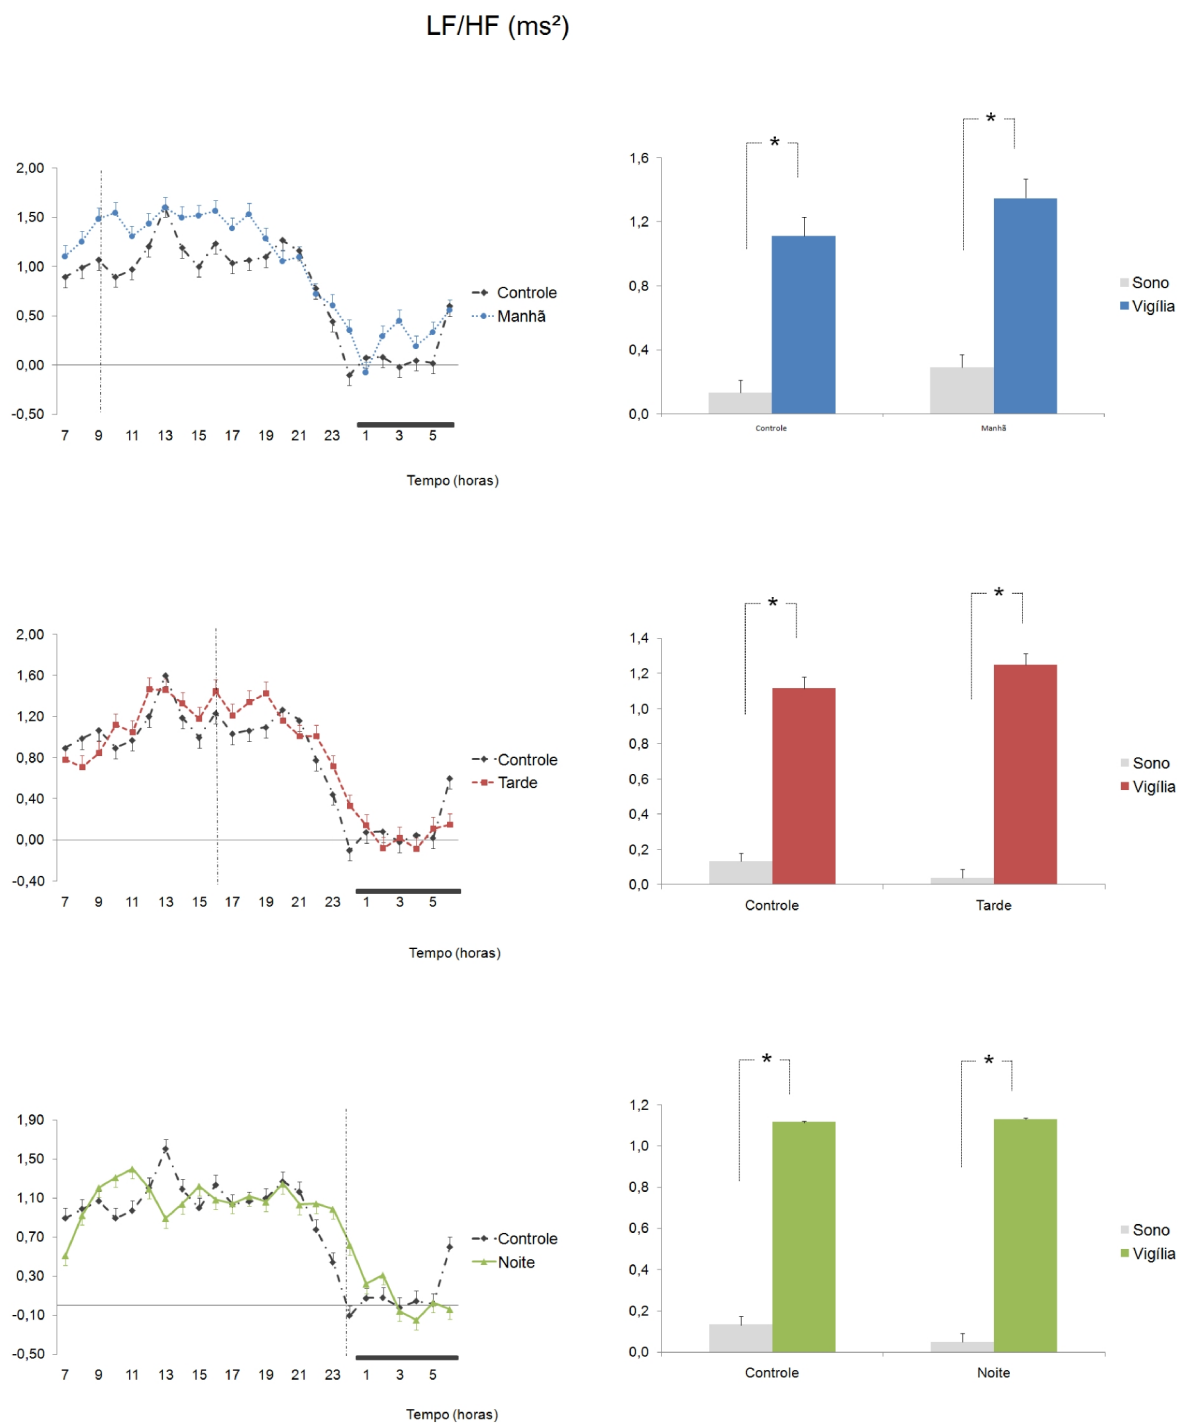 LF/HF (ms²)
2,00
1,50
1,00
0,50
0,00
-0,50
7 9 11 13 15 17 19 21 23 1 3 5
Tempo (horas)
Controle
Manhã
* *
1,6
1,2
0,8
0,4
0,0
Controle Manhã
Sono
Vigília
2,00
1,60
1,20
0,80
0,40
0,00
-0,40
7 9 11 13 15 17 19 21 23 1 3 5
Tempo (horas)
Controle
Tarde
* *
1,4
1,2
1,0
0,8
0,6
0,4
0,2
0,0
Controle Tarde
Sono
Vigília
1,90
1,50
1,10
0,70
0,30
-0,10
-0,50
7 9 11 13 15 17 19 21 23 1 3 5
Tempo (horas)
Controle
Noite
* *
1,2
1,0
0,8
0,6
0,4
0,2
0,0
Controle Noite
Sono
Vigília